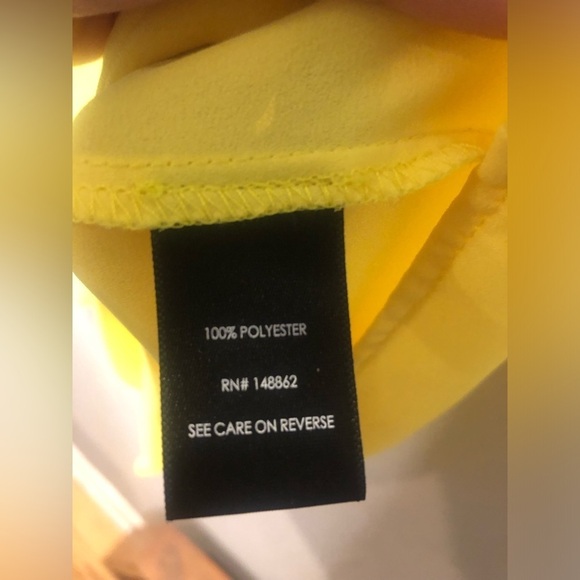 100% POLYESTER
RN# 148862
SEE CARE ON REVERSE